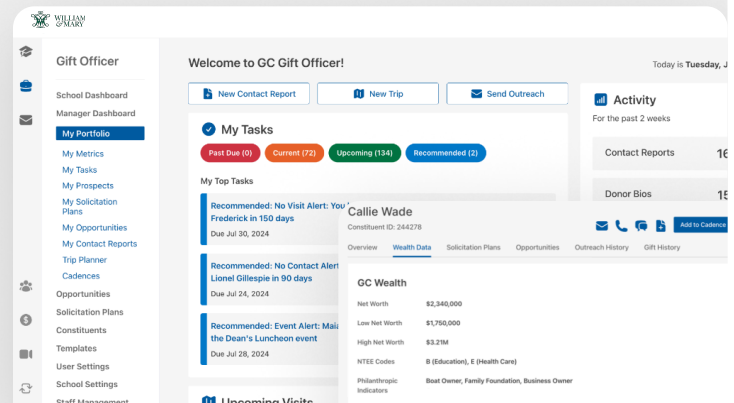 WILLIAM
& MARY
Gift Officer
School Dashboard
Manager Dashboard
My Portfolio
My Metrics
My Tasks
My Prospects
My Solicitation
Plans
My Opportunities
My Contact Reports
Trip Planner
Cadences
Opportunities
Solicitation Plans
Constituents
Templates
User Settings
School Settings
Staff Management
Welcome to GC Gift Officer!
Today is Tuesday, J
New Contact Report
New Trip
Send Outreach
My Tasks
Past Due (0)
Current (72)
Upcoming (134)
Recommended (2)
My Top Tasks
Recommended: No Visit Alert: You
Frederick in 150 days
Due Jul 30, 2024
Recommended: No Contact Alert
Lionel Gillespie in 90 days
Due Jul 24, 2024
Recommended: Event Alert: Maia
the Dean's Luncheon event
Due Jul 28, 2024
Upcoming Visits
Activity
For the past 2 weeks
Contact Reports
16
Donor Bios
15
Callie Wade
Constituent ID: 244278
Add to Cadence
Overview
Wealth Data
Solicitation Plans
Opportunities
Outreach History
Gift History
GC Wealth
Net Worth
$2,340,000
Low Net Worth
$1,750,000
High Net Worth
$3.21M
NTEE Codes
B (Education), E (Health Care)
Philanthropic
Indicators
Boat Owner, Family Foundation, Business Owner